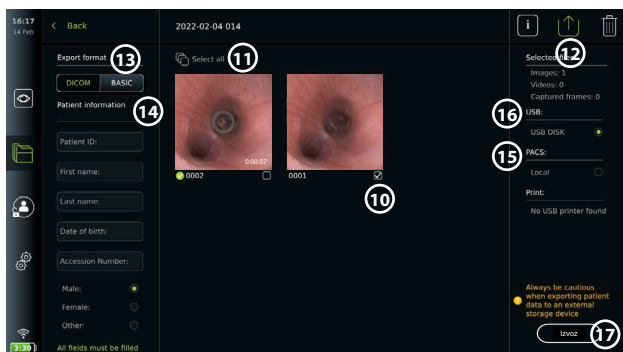 16:17
14 Feb
Back
2022-02-04 014
i
Export format
13
DICOM
BASIC
Patient information
14
Patient ID:
First name:
Last name:
Date of birth:
Accession Number:
Male:
Female:
Other:
All fields must be filled
3:30
Select all
11
0:00:07
0002
0001
10
12
Selected files:
Images: 1
Videos: 0
Captured frames: 0
16
USB:
USB DISK
15
PACS:
Local
Print:
No USB printer found
Always be cautious
when exporting patient
data to an external
storage device
Izvoz
17